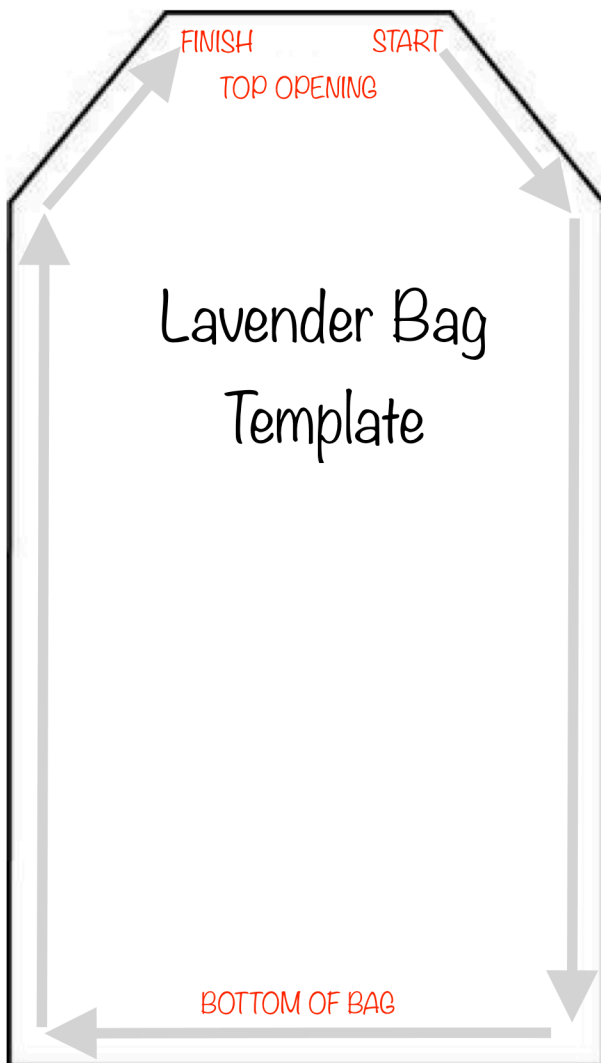 FINISH START
TOP OPENING
Lavender Bag
Template
BOTTOM OF BAG